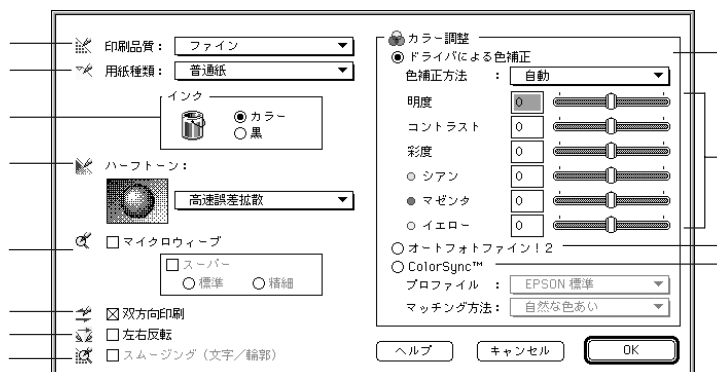 印刷品質： ファイン
用紙種類： 普通紙
インク
カラー
黒
ハーフトーン：
高速誤差拡散
マイクロウィーブ
スーパー
標準 精細
双方向印刷
左右反転
スムージング（文字／輪郭）
カラー調整
ドライバによる色補正
色補正方法 ： 自動
明度 0
コントラスト 0
彩度 0
シアン 0
マゼンタ 0
イエロー 0
オートフォトファイン！2
ColorSync™
プロファイル ： EPSON 標準
マッチング方法： 自然な色あい
ヘルプ キャンセル OK